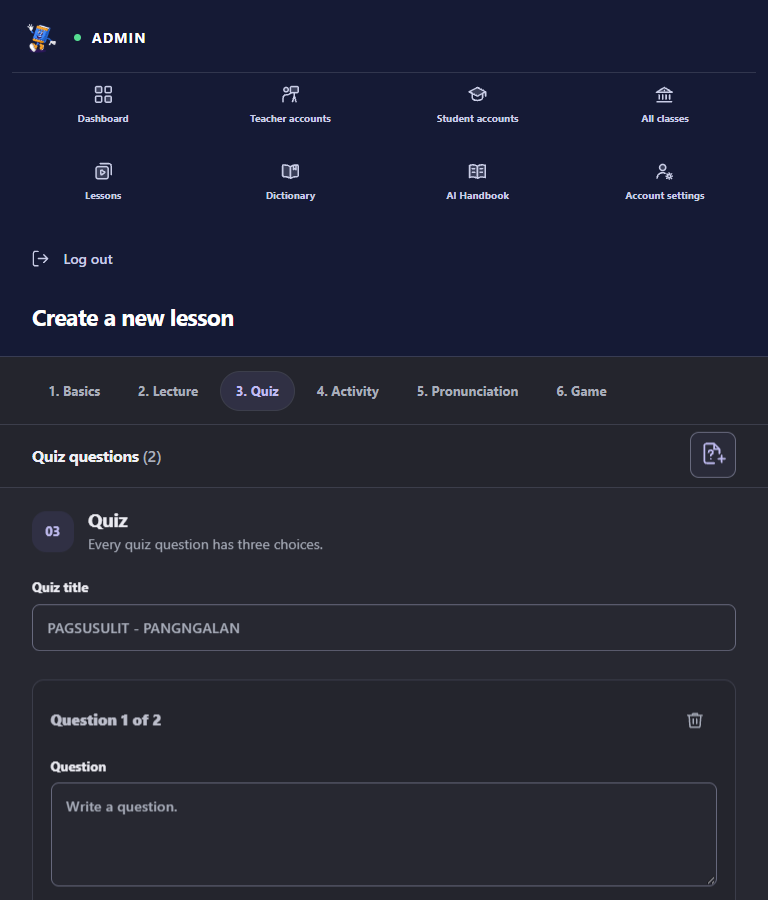 ADMIN
Dashboard
Teacher accounts
Student accounts
All classes
Lessons
Dictionary
AI Handbook
Account settings
Log out
Create a new lesson
1. Basics
2. Lecture
3. Quiz
4. Activity
5. Pronunciation
6. Game
Quiz questions (2)
03
Quiz
Every quiz question has three choices.
Quiz title
PAGSUSULIT - PANGNGALAN
Question 1 of 2
Question
Write a question.